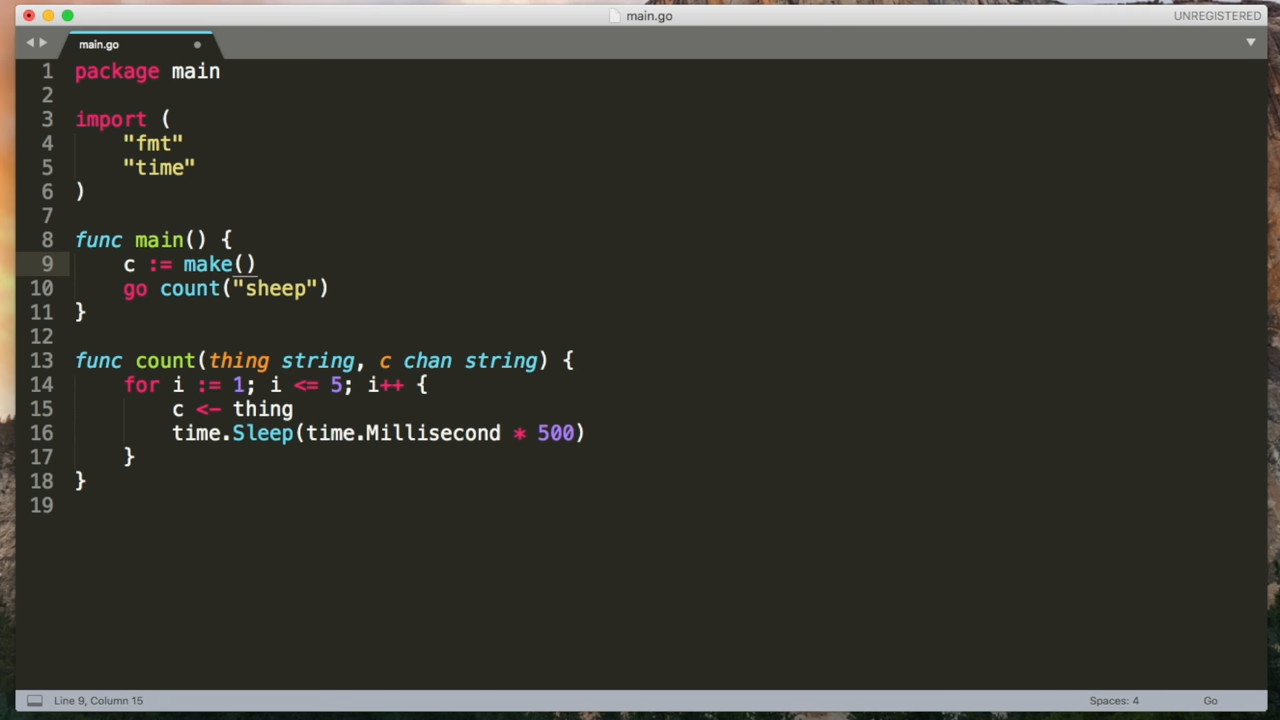 main.go
UNREGISTERED
main.go
1 package main
2
3 import (
4     "fmt"
5     "time"
6 )
7
8 func main() {
9     c := make()
10     go count("sheep")
11 }
12
13 func count(thing string, c chan string) {
14     for i := 1; i <= 5; i++ {
15         c <- thing
16         time.Sleep(time.Millisecond * 500)
17     }
18 }
19
Line 9, Column 15 Spaces: 4 Go